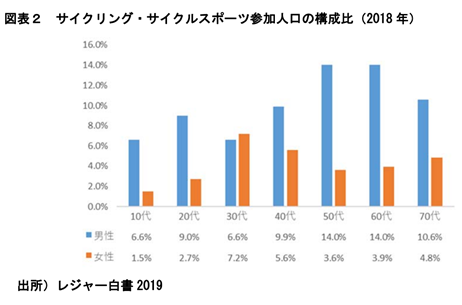 図表２　サイクリング・サイクルスポーツ参加人口の構成比（2018 年）
16.0%
14.0%
12.0%
10.0%
8.0%
6.0%
4.0%
2.0%
0.0%
10代 20代 30代 40代 50代 60代 70代
男性 6.6% 9.0% 6.6% 9.9% 14.0% 14.0% 10.6%
女性 1.5% 2.7% 7.2% 5.6% 3.6% 3.9% 4.8%
出所）レジャー白書 2019